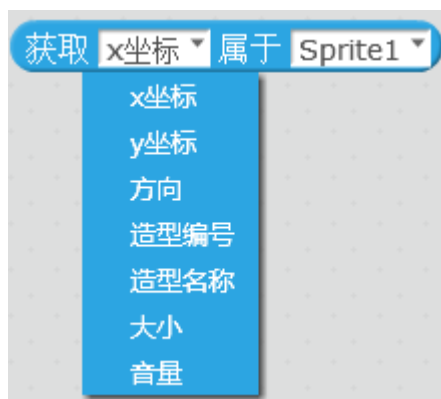 获取 x坐标 属于 Sprite1
x坐标
y坐标
方向
造型编号
造型名称
大小
音量